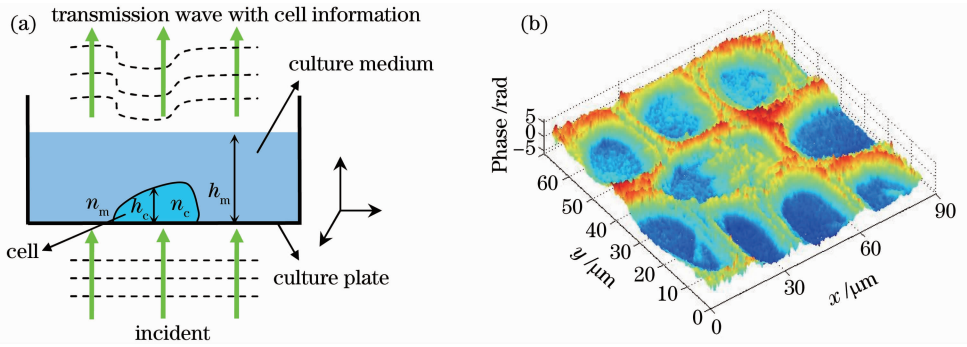 (a)
transmission wave with cell information
culture medium
n_m
h_c
n_c
h_m
cell
culture plate
incident
(b)
Phase /rad
5
0
−5
60
50
40
30
20
10
0
y /μm
0
30
60
90
x /μm